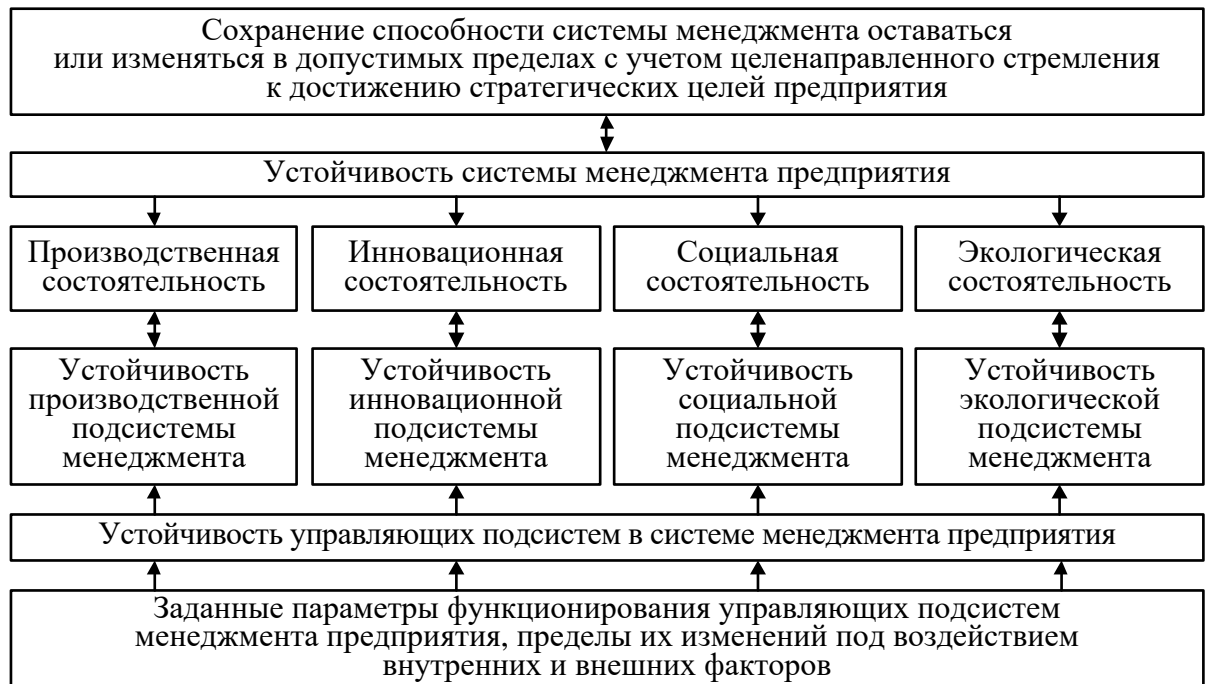 Сохранение способности системы менеджмента оставаться
или изменяться в допустимых пределах с учетом целенаправленного стремления
к достижению стратегических целей предприятия
Устойчивость системы менеджмента предприятия
Производственная
состоятельность
Инновационная
состоятельность
Социальная
состоятельность
Экологическая
состоятельность
Устойчивость
производственной
подсистемы
менеджмента
Устойчивость
инновационной
подсистемы
менеджмента
Устойчивость
социальной
подсистемы
менеджмента
Устойчивость
экологической
подсистемы
менеджмента
Устойчивость управляющих подсистем в системе менеджмента предприятия
Заданные параметры функционирования управляющих подсистем
менеджмента предприятия, пределы их изменений под воздействием
внутренних и внешних факторов